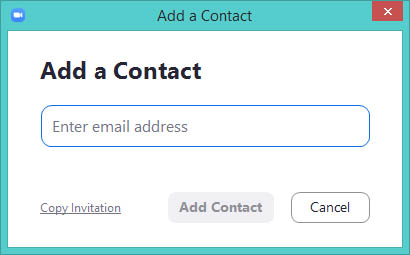 Add a Contact
Add a Contact
Enter email address
Copy Invitation
Add Contact
Cancel